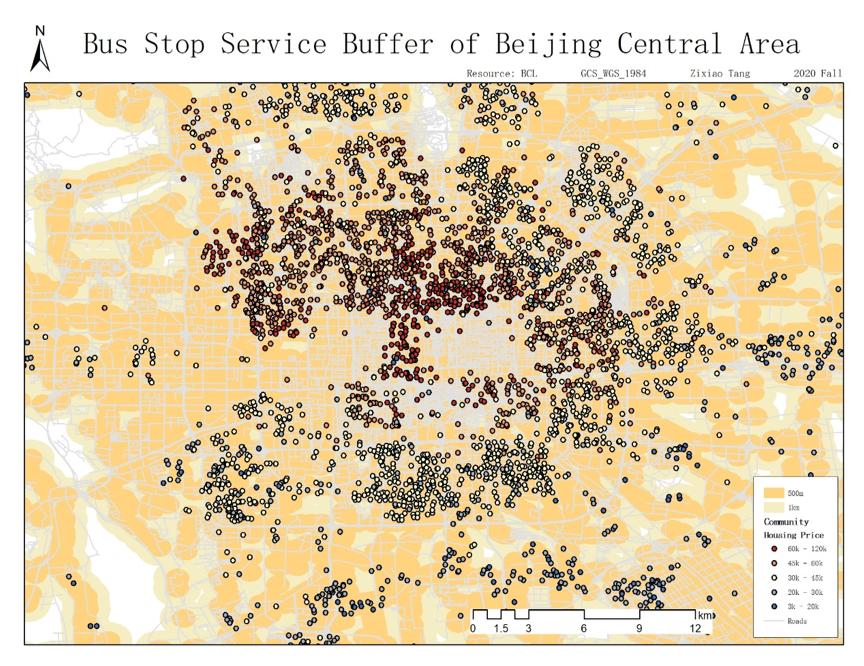 N
Bus Stop Service Buffer of Beijing Central Area
Resource: BCL GCS_WGS_1984 Zixiao Tang 2020 Fall
500m
1km
Community
Housing Price
60k - 120k
45k - 60k
30k - 45k
20k - 30k
3k - 20k
Roads
km
0 1.5 3 6 9 12